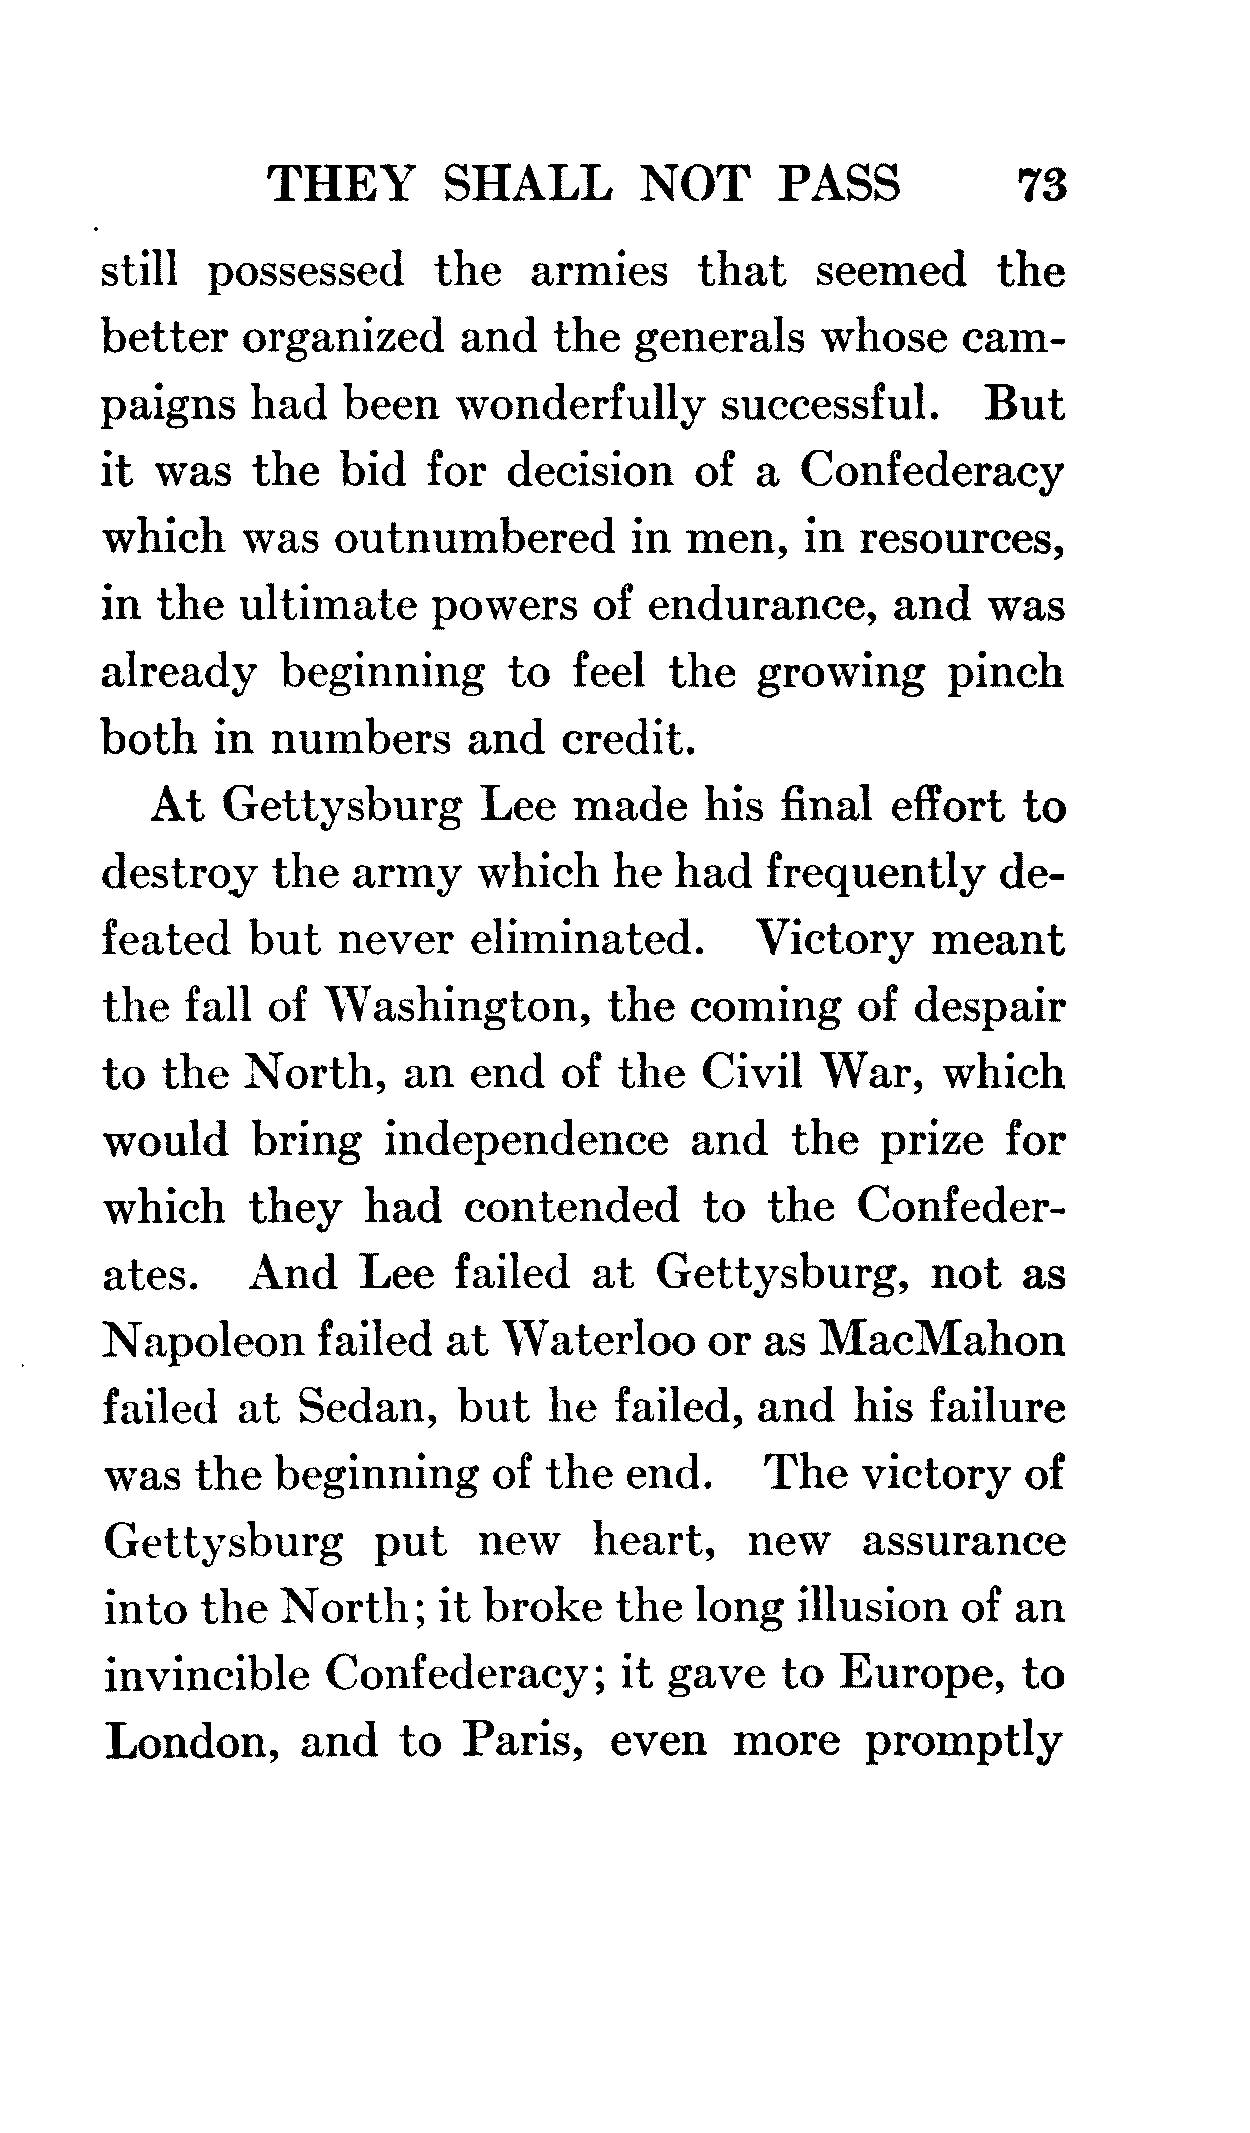 THEY SHALL NOT PASS 73
still possessed the armies that seemed the
better organized and the generals whose cam-
paigns had been wonderfully successful. But
it was the bid for decision of a Confederacy
which was outnumbered in men, in resources,
in the ultimate powers of endurance, and was
already beginning to feel the growing pinch
both in numbers and credit.
At Gettysburg Lee made his final effort to
destroy the army which he had frequently de-
feated but never eliminated. Victory meant
the fall of Washington, the coming of despair
to the North, an end of the Civil War, which
would bring independence and the prize for
which they had contended to the Confeder-
ates. And Lee failed at Gettysburg, not as
Napoleon failed at Waterloo or as MacMahon
failed at Sedan, but he failed, and his failure
was the beginning of the end. The victory of
Gettysburg put new heart, new assurance
into the North; it broke the long illusion of an
invincible Confederacy; it gave to Europe, to
London, and to Paris, even more promptly